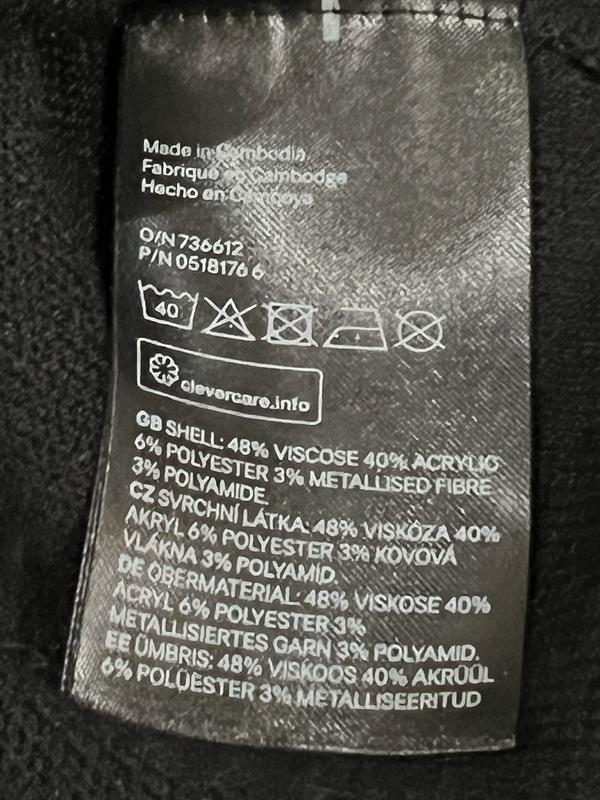 Made in Cambodia
Fabriqué en Cambodge
Hecho en Camboya
O/N 736612
P/N 0518176 6
40
clevercare.info
GB SHELL: 48% VISCOSE 40% ACRYLIC
6% POLYESTER 3% METALLISED FIBRE
3% POLYAMIDE.
CZ SVRCHNÍ LÁTKA: 48% VISKÓZA 40%
AKRYL 6% POLYESTER 3% KOVOVÁ
VLÁKNA 3% POLYAMID.
DE OBERMATERIAL: 48% VISKOSE 40%
ACRYL 6% POLYESTER 3%
METALLISIERTES GARN 3% POLYAMID.
EE ÜMBRIS: 48% VISKOOS 40% AKRÜÜL
6% POLÜESTER 3% METALLISEERITUD